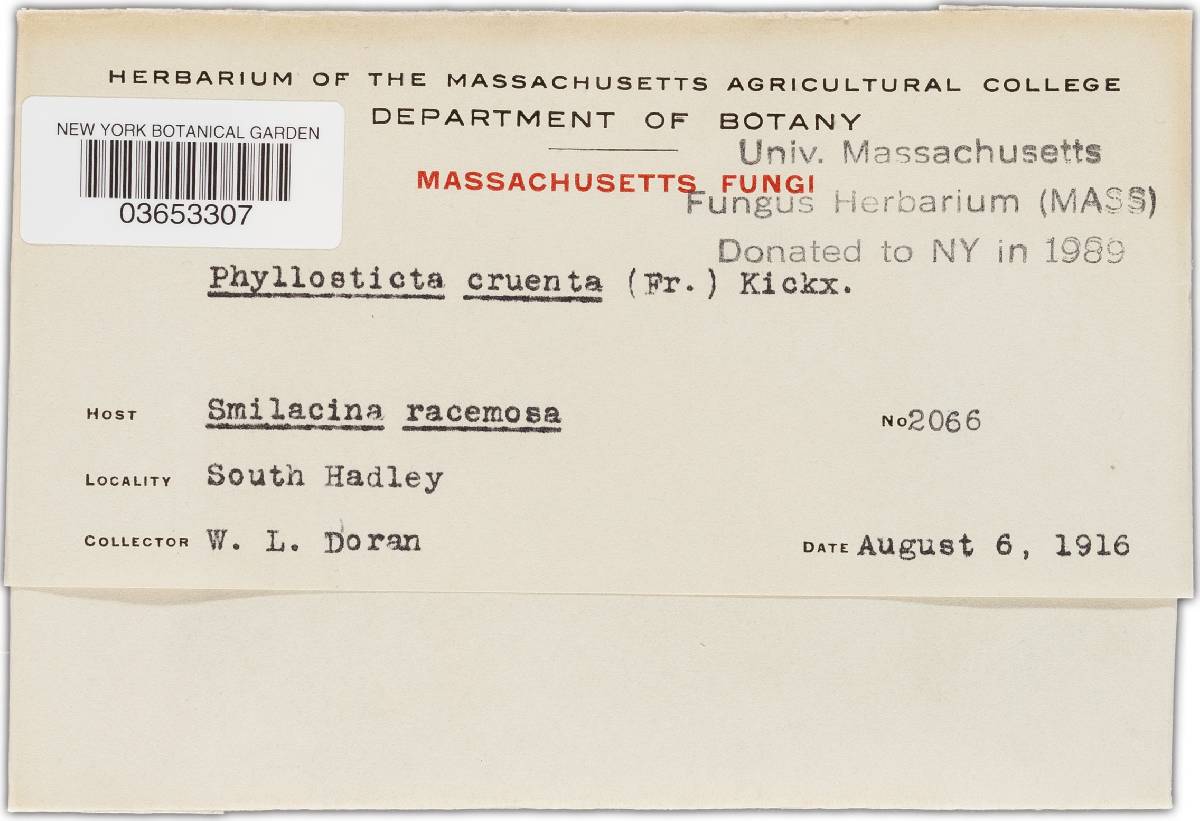 HERBARIUM OF THE MASSACHUSETTS AGRICULTURAL COLLEGE
DEPARTMENT OF BOTANY
NEW YORK BOTANICAL GARDEN
03653307
Univ. Massachusetts
MASSACHUSETTS FUNGI
Fungus Herbarium (MASS)
Donated to NY in 1989
Phyllosticta cruenta (Fr.) Kickx.
HOST Smilacina racemosa No 2066
LOCALITY South Hadley
COLLECTOR W. L. Doran DATE August 6, 1916